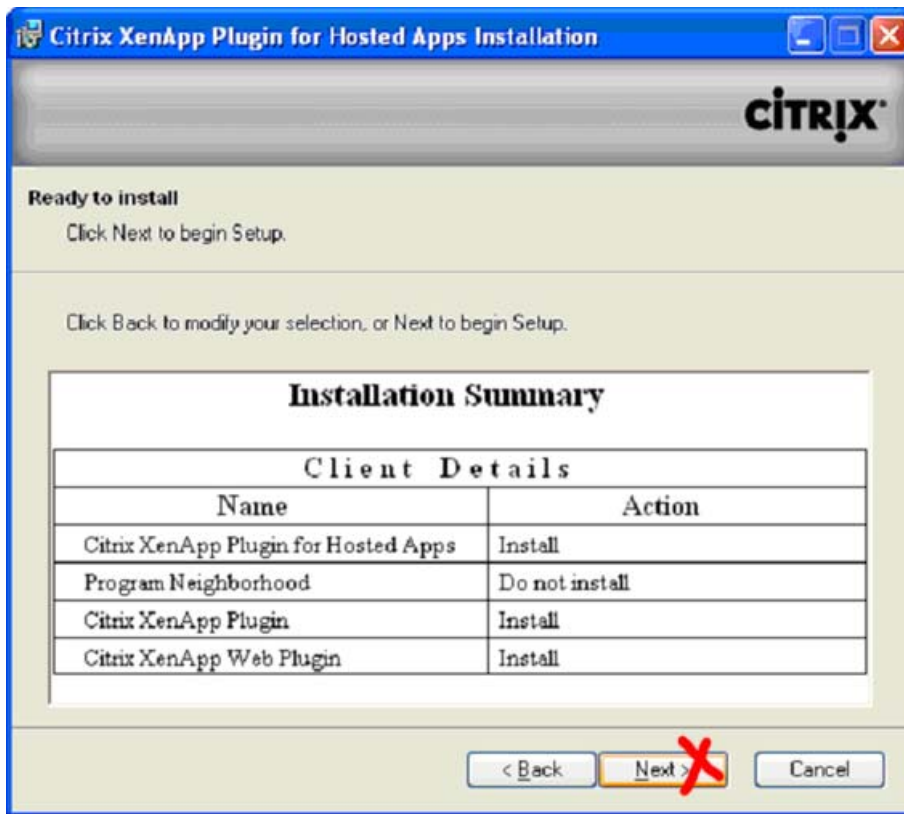 Citrix XenApp Plugin for Hosted Apps Installation
CİTRIX
Ready to install
Click Next to begin Setup.
Click Back to modify your selection, or Next to begin Setup.
Installation Summary
Client Details
Name Action
Citrix XenApp Plugin for Hosted Apps Install
Program Neighborhood Do not install
Citrix XenApp Plugin Install
Citrix XenApp Web Plugin Install
< Back Next > Cancel